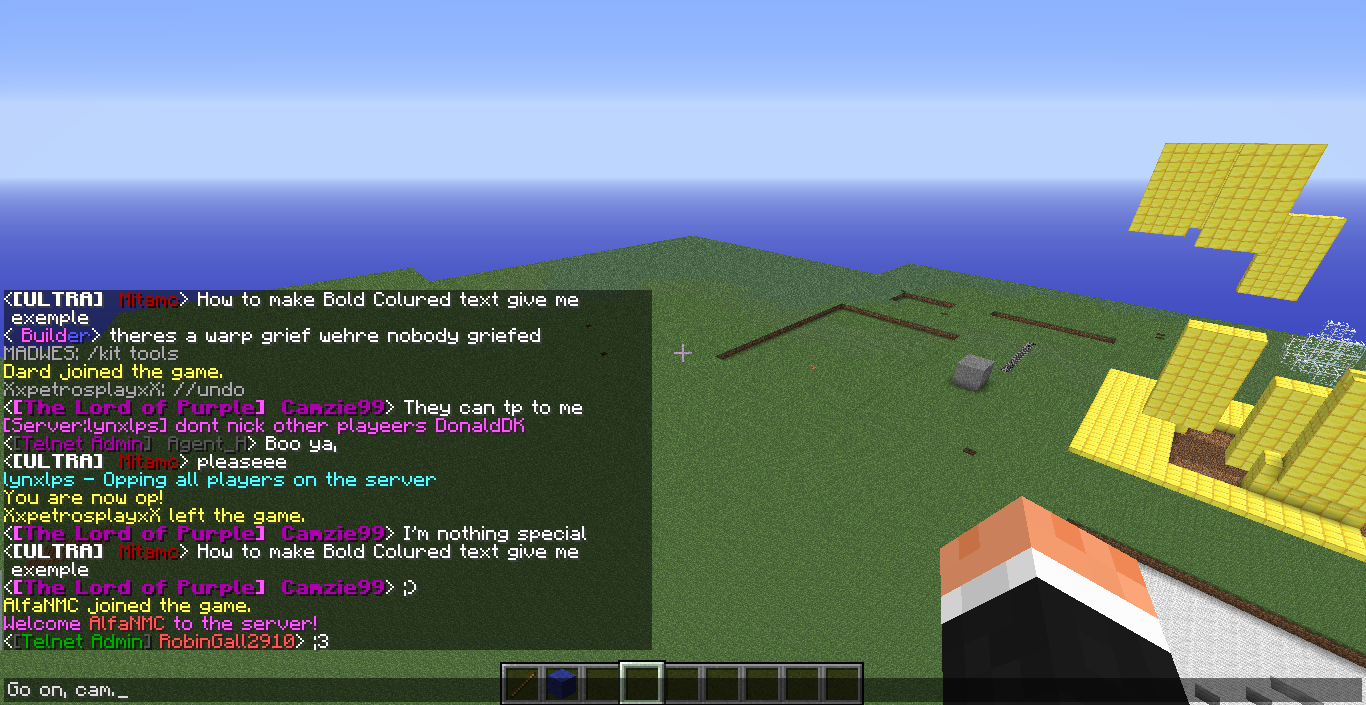 <[ULTRA] Mitamc> How to make Bold Colured text give me
exemple
< Builder> theres a warp grief wehre nobody griefed
MADWES: /kit tools
Dard joined the game.
XxpetrosplayxX: //undo
<[The Lord of Purple] Camzie99> They can tp to me
[Server:lynxlps] dont nick other playeers DonaldDK
<[Telnet Admin] Agent_H> Boo ya,
<[ULTRA] Mitamc> pleaseee
lynxlps - Opping all players on the server
You are now op!
XxpetrosplayxX left the game.
<[The Lord of Purple] Camzie99> I'm nothing special
<[ULTRA] Mitamc> How to make Bold Colured text give me
exemple
<[The Lord of Purple] Camzie99> ;)
AlfaNMC joined the game.
Welcome AlfaNMC to the server!
<[Telnet Admin] RobinGall2910> ;3
Go on, cam._